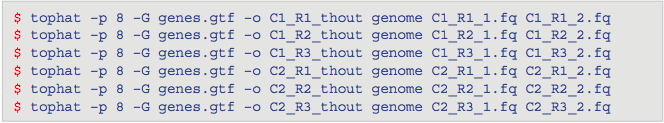 $ tophat -p 8 -G genes.gtf -o C1_R1_thout genome C1_R1_1.fq C1_R1_2.fq
$ tophat -p 8 -G genes.gtf -o C1_R2_thout genome C1_R2_1.fq C1_R2_2.fq
$ tophat -p 8 -G genes.gtf -o C1_R3_thout genome C1_R3_1.fq C1_R3_2.fq
$ tophat -p 8 -G genes.gtf -o C2_R1_thout genome C2_R1_1.fq C2_R1_2.fq
$ tophat -p 8 -G genes.gtf -o C2_R2_thout genome C2_R2_1.fq C2_R2_2.fq
$ tophat -p 8 -G genes.gtf -o C2_R3_thout genome C2_R3_1.fq C2_R3_2.fq